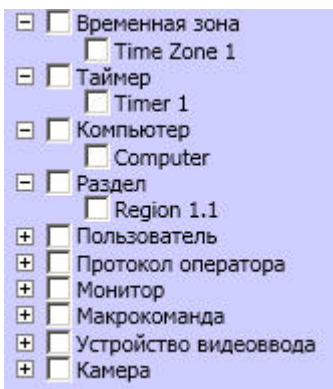 Временная зона
Time Zone 1
Таймер
Timer 1
Компьютер
Computer
Раздел
Region 1.1
Пользователь
Протокол оператора
Монитор
Макрокоманда
Устройство видеоввода
Камера